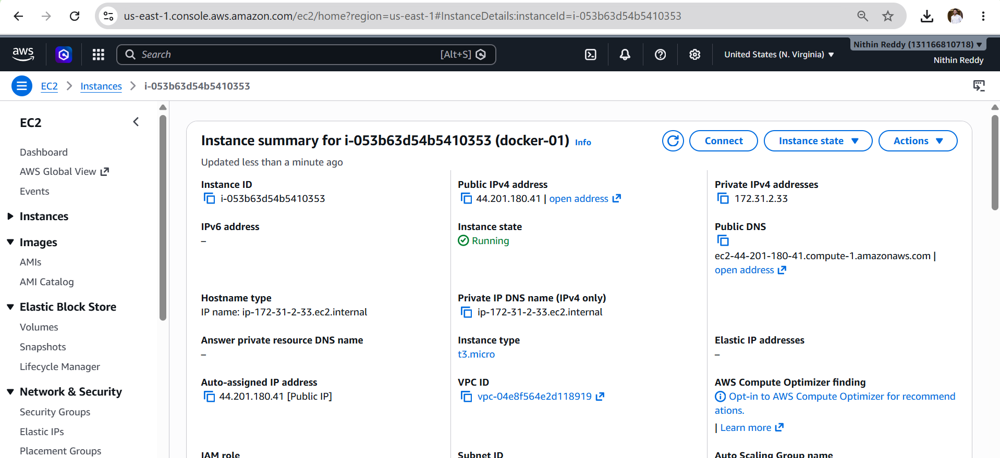 us-east-1.console.aws.amazon.com/ec2/home?region=us-east-1#InstanceDetails:instanceId=i-053b63d54b5410353
aws
Search
[Alt+S]
United States (N. Virginia)
Nithin Reddy (131166810718)
Nithin Reddy
EC2
Instances
i-053b63d54b5410353
EC2
Dashboard
AWS Global View
Events
Instances
Images
AMIs
AMI Catalog
Elastic Block Store
Volumes
Snapshots
Lifecycle Manager
Network & Security
Security Groups
Elastic IPs
Placement Groups
Instance summary for i-053b63d54b5410353 (docker-01) Info
Updated less than a minute ago
Connect
Instance state
Actions
Instance ID
i-053b63d54b5410353
Public IPv4 address
44.201.180.41 | open address
Private IPv4 addresses
172.31.2.33
IPv6 address
–
Instance state
Running
Public DNS
ec2-44-201-180-41.compute-1.amazonaws.com |
open address
Hostname type
IP name: ip-172-31-2-33.ec2.internal
Private IP DNS name (IPv4 only)
ip-172-31-2-33.ec2.internal
Answer private resource DNS name
–
Instance type
t3.micro
Elastic IP addresses
–
Auto-assigned IP address
44.201.180.41 [Public IP]
VPC ID
vpc-04e8f564e2d118919
AWS Compute Optimizer finding
Opt-in to AWS Compute Optimizer for recommend
ations.
| Learn more
IAM role
Subnet ID
Auto Scaling Group name